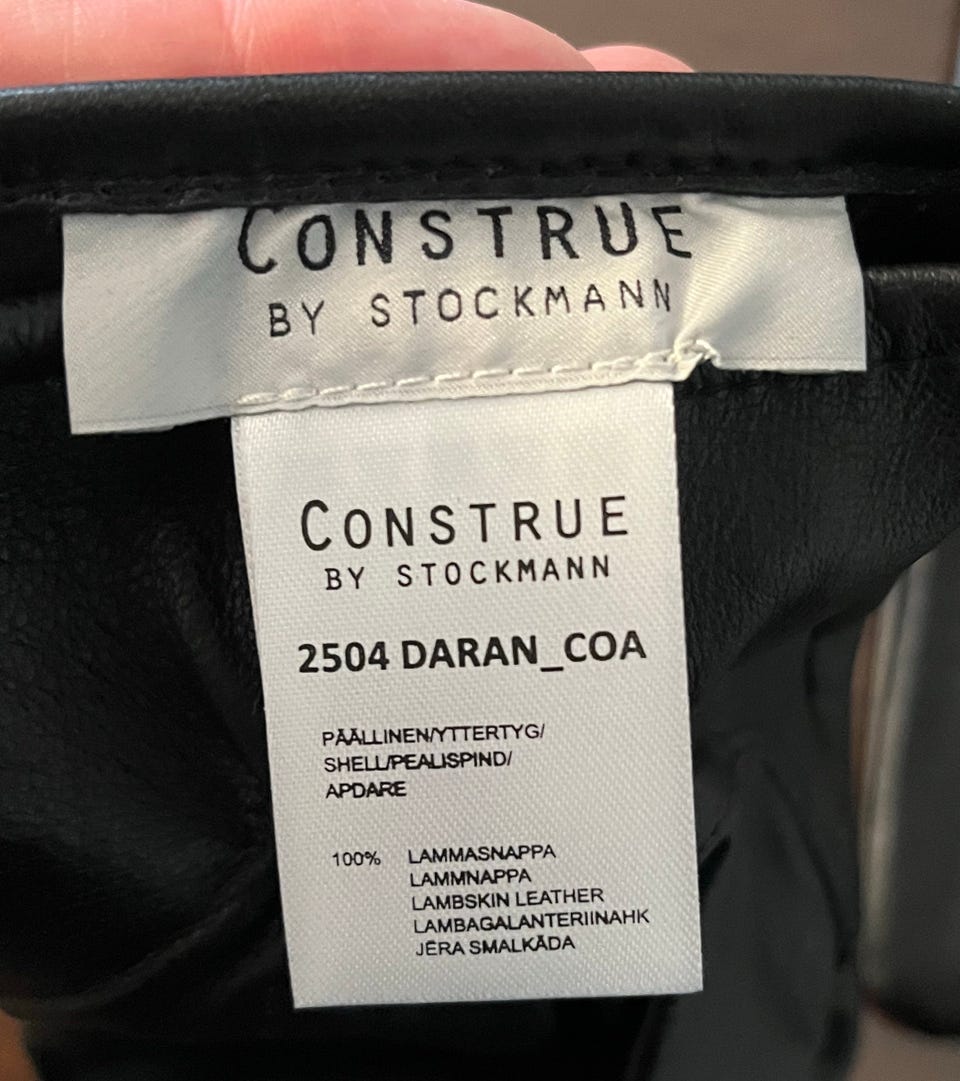 CONSTRUE
BY STOCKMANN
CONSTRUE
BY STOCKMANN
2504 DARAN_COA
PÄÄLLINEN/YTTERTYG/
SHELL/PEALISPIND/
APDARE
100% LAMMASNAPPA
LAMMNAPPA
LAMBSKIN LEATHER
LAMBAGALANTERIINAHK
JĒRA SMALKĀDA